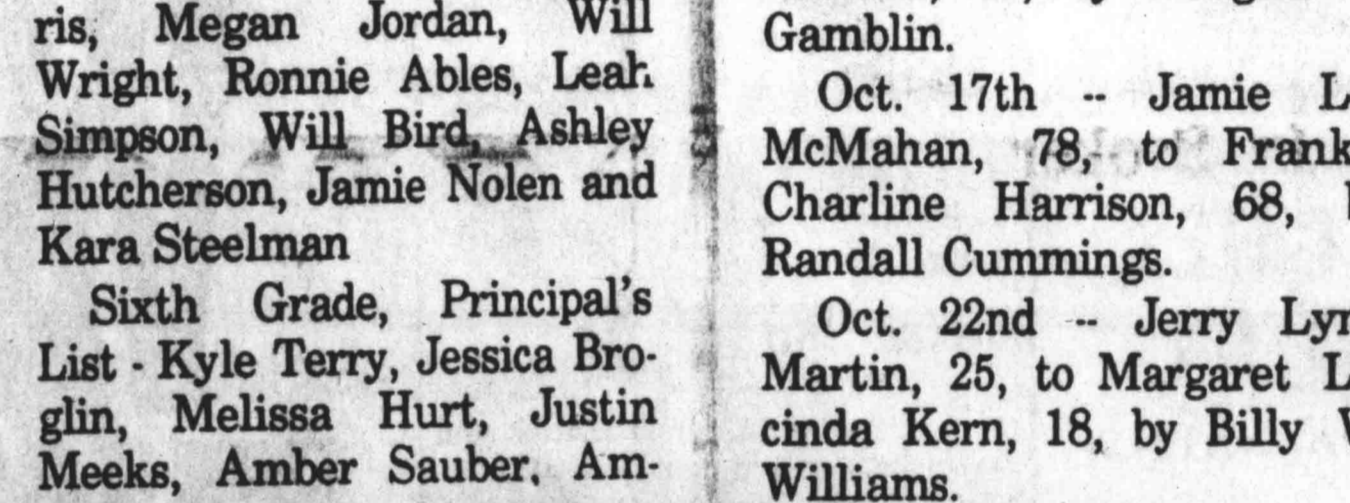 ris, Megan Jordan, Will
Wright, Ronnie Ables, Leah
Simpson, Will Bird, Ashley
Hutcherson, Jamie Nolen and
Kara Steelman
Sixth Grade, Principal's
List - Kyle Terry, Jessica Bro-
glin, Melissa Hurt, Justin
Meeks, Amber Sauber, Am-
Gamblin.
Oct. 17th -- Jamie L
McMahan, 78, to Frank
Charline Harrison, 68,
Randall Cummings.
Oct. 22nd -- Jerry Lyn
Martin, 25, to Margaret L
cinda Kern, 18, by Billy
Williams.